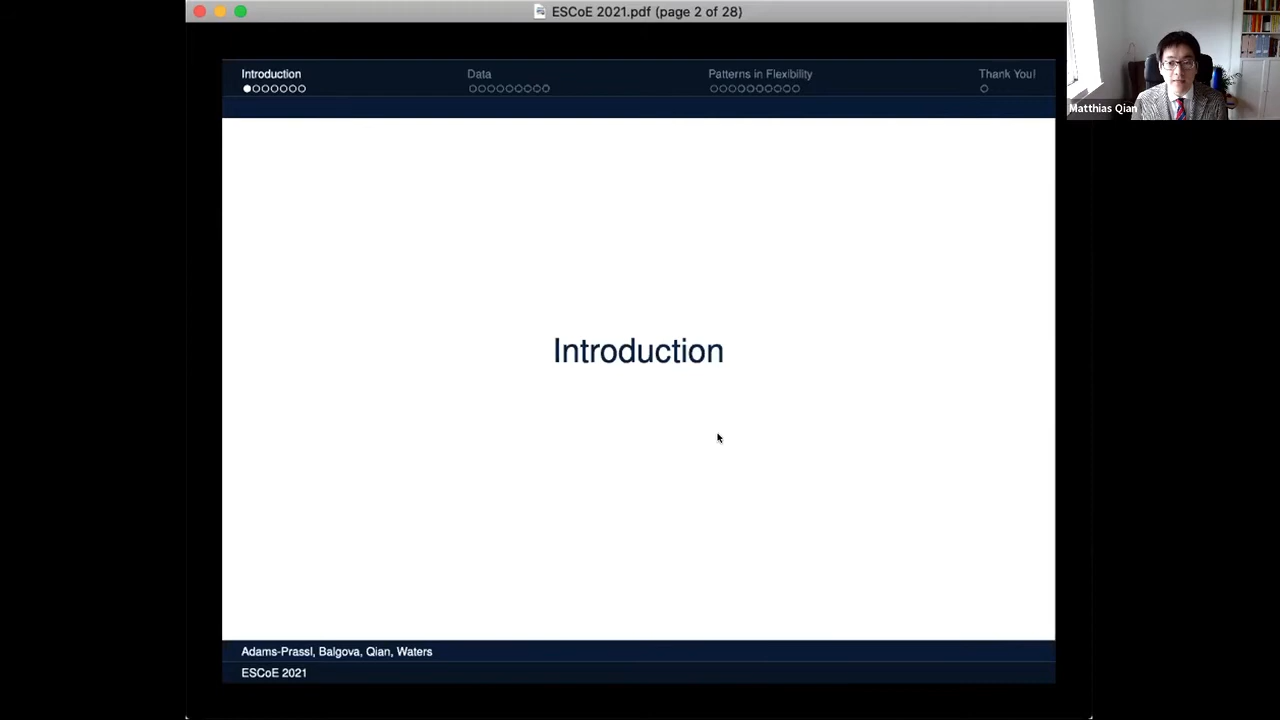 ESCoE 2021.pdf (page 2 of 28)
Introduction
Data
Patterns in Flexibility
Thank You!
Matthias Qian
Introduction
Adams-Prassl, Balgova, Qian, Waters
ESCoE 2021